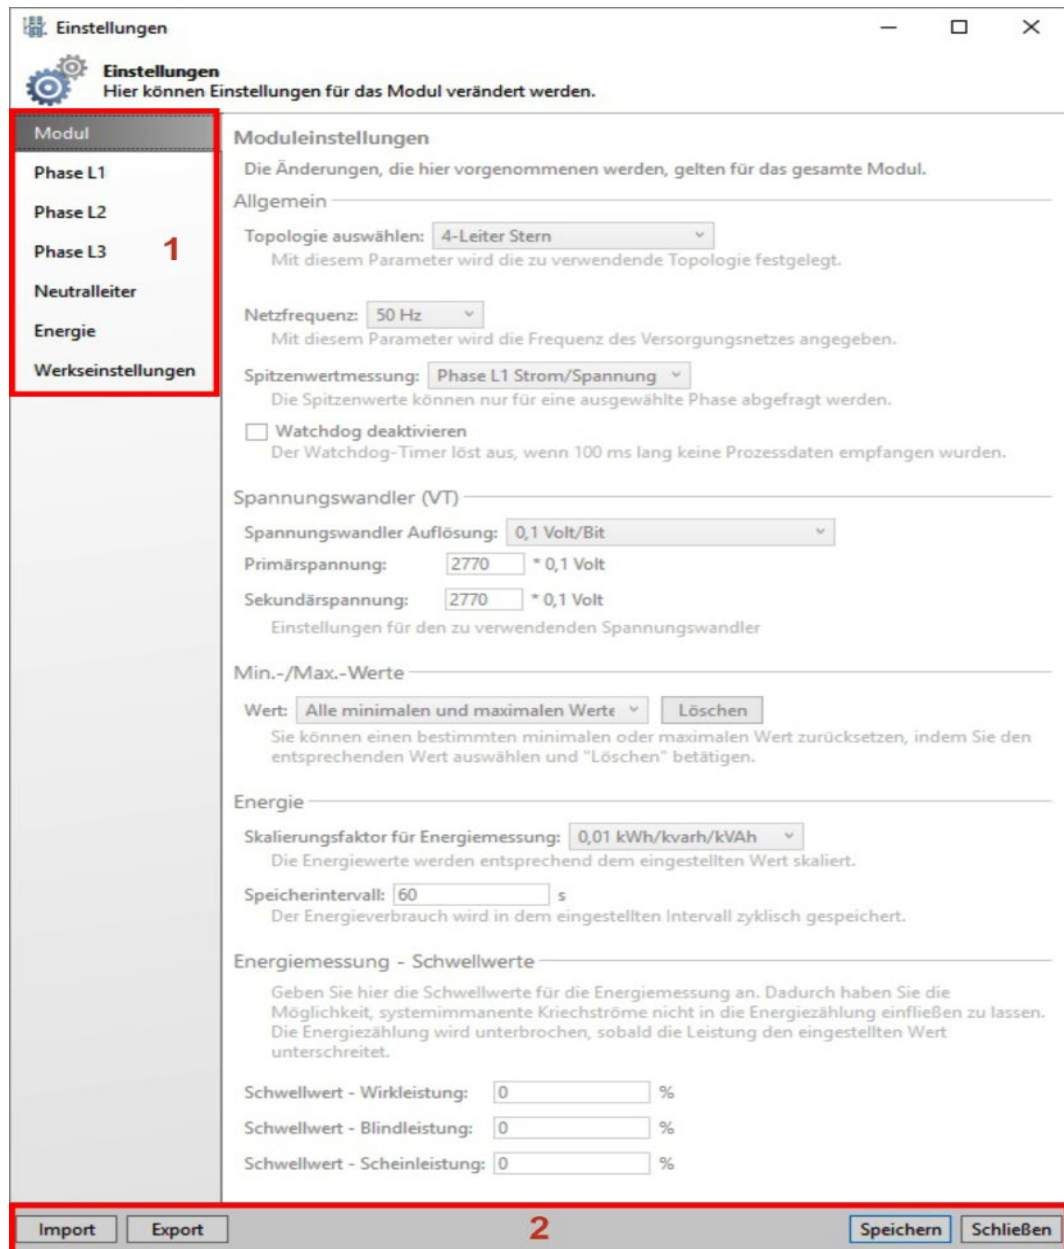 Einstellungen
Einstellungen
Hier können Einstellungen für das Modul verändert werden.
Modul
Phase L1
Phase L2
Phase L3
1
Neutralleiter
Energie
Werkseinstellungen
Moduleinstellungen
Die Änderungen, die hier vorgenommenen werden, gelten für das gesamte Modul.
Allgemein
Topologie auswählen: 4-Leiter Stern
Mit diesem Parameter wird die zu verwendende Topologie festgelegt.
Netzfrequenz: 50 Hz
Mit diesem Parameter wird die Frequenz des Versorgungsnetzes angegeben.
Spitzenwertmessung: Phase L1 Strom/Spannung
Die Spitzenwerte können nur für eine ausgewählte Phase abgefragt werden.
Watchdog deaktivieren
Der Watchdog-Timer löst aus, wenn 100 ms lang keine Prozessdaten empfangen wurden.
Spannungswandler (VT)
Spannungswandler Auflösung: 0,1 Volt/Bit
Primärspannung: 2770 * 0,1 Volt
Sekundärspannung: 2770 * 0,1 Volt
Einstellungen für den zu verwendenden Spannungswandler
Min.-/Max.-Werte
Wert: Alle minimalen und maximalen Werte Löschen
Sie können einen bestimmten minimalen oder maximalen Wert zurücksetzen, indem Sie den
entsprechenden Wert auswählen und "Löschen" betätigen.
Energie
Skalierungsfaktor für Energiemessung: 0,01 kWh/kvarh/kVAh
Die Energiewerte werden entsprechend dem eingestellten Wert skaliert.
Speicherintervall: 60 s
Der Energieverbrauch wird in dem eingestellten Intervall zyklisch gespeichert.
Energiemessung - Schwellwerte
Geben Sie hier die Schwellwerte für die Energiemessung an. Dadurch haben Sie die
Möglichkeit, systemimmanente Kriechströme nicht in die Energiezählung einfließen zu lassen.
Die Energiezählung wird unterbrochen, sobald die Leistung den eingestellten Wert
unterschreitet.
Schwellwert - Wirkleistung: 0 %
Schwellwert - Blindleistung: 0 %
Schwellwert - Scheinleistung: 0 %
Import Export 2 Speichern Schließen